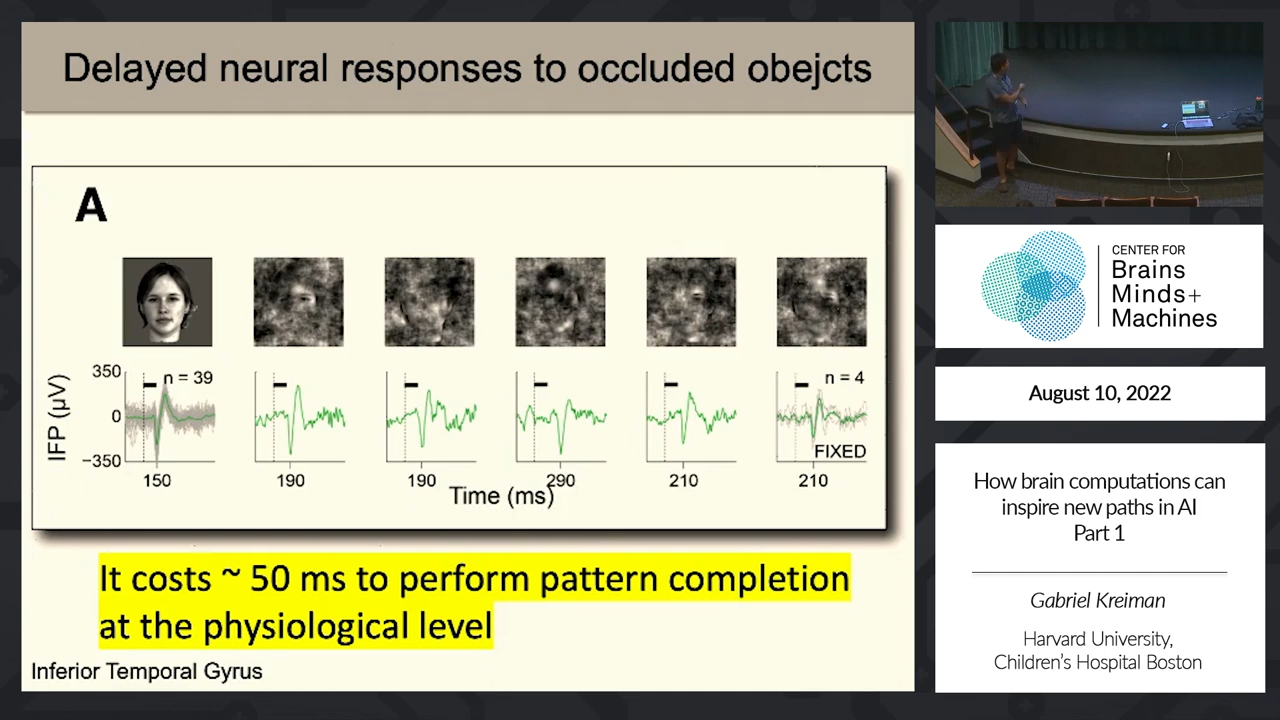 Delayed neural responses to occluded obejcts
A
350
0
−350
IFP (μV)
n = 39
n = 4
FIXED
150
190
190
290
210
210
Time (ms)
It costs ~ 50 ms to perform pattern completion
at the physiological level
Inferior Temporal Gyrus
CENTER FOR
Brains
Minds+
Machines
August 10, 2022
How brain computations can
inspire new paths in AI
Part 1
Gabriel Kreiman
Harvard University,
Children's Hospital Boston